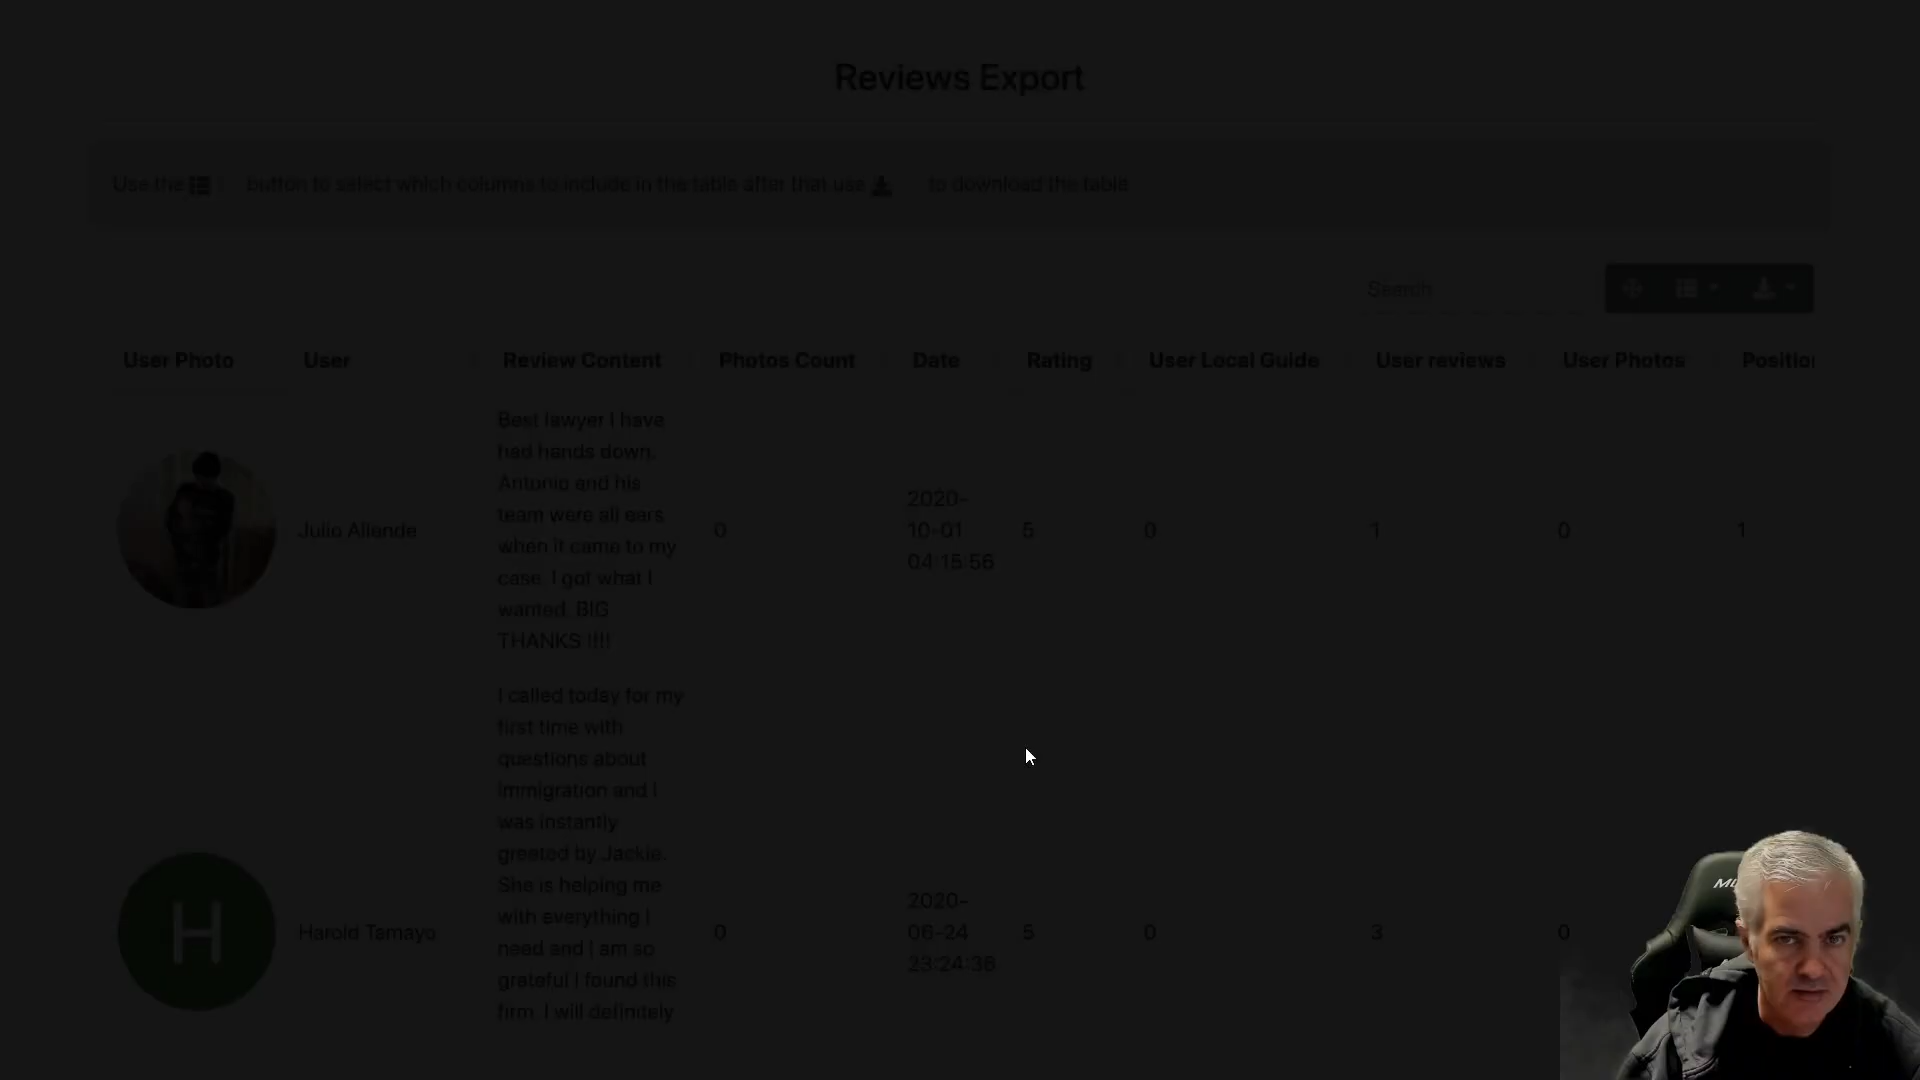 Reviews Export
Use the button to select which columns to include in the table after that use to download the table
Search
User Photo User Review Content Photos Count Date Rating User Local Guide User reviews User Photos Position
Best lawyer I have
had hands down.
Antonio and his
team were all ears
when it came to my
case. I got what I
wanted. BIG
THANKS !!!!
Julio Allende
0
2020-
10-01
04:15:56
5
0
1
0
1
I called today for my
first time with
questions about
immigration and I
was instantly
greeted by Jackie.
She is helping me
with everything I
need and I am so
grateful I found this
firm. I will definitely
H
Harold Tamayo
0
2020-
06-24
23:24:36
5
0
3
0